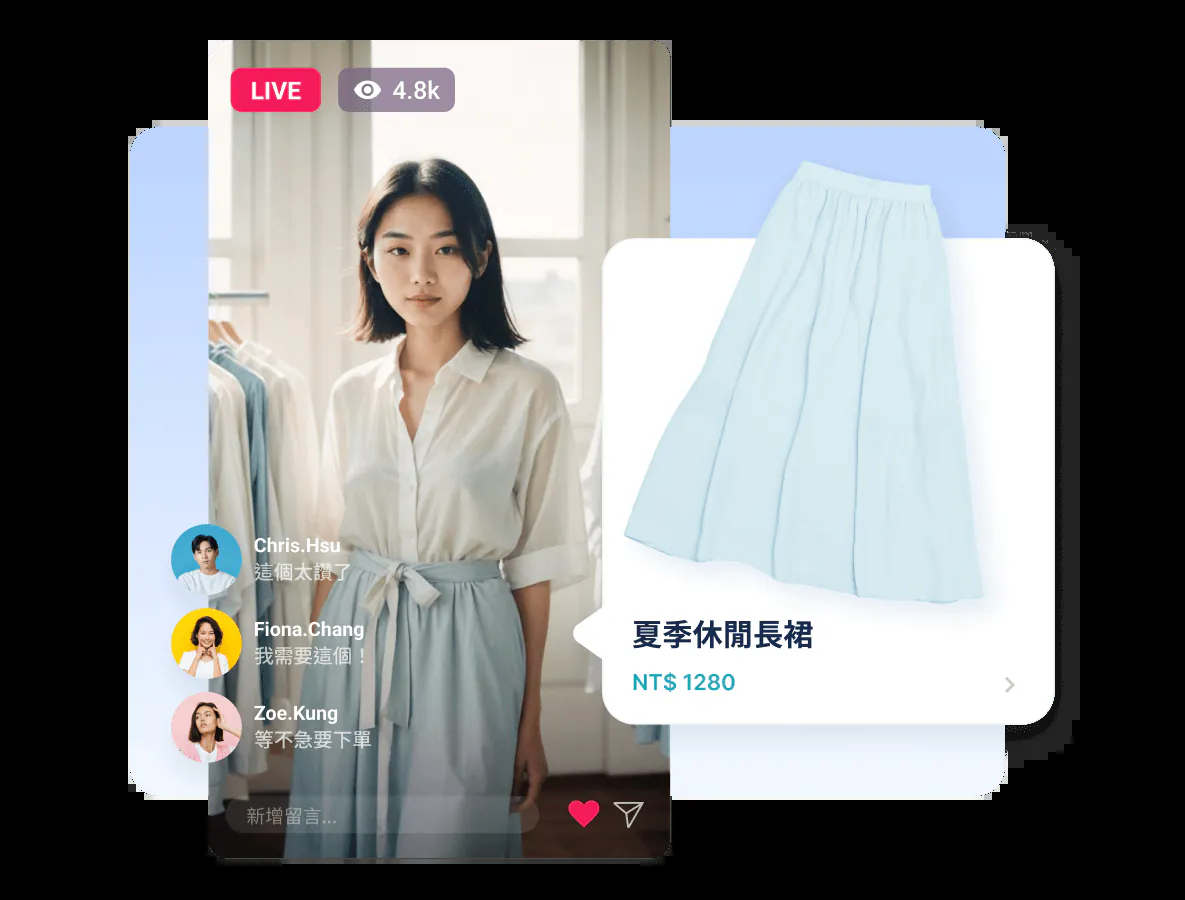 LIVE
4.8k
Chris.Hsu
這個太讚了
Fiona.Chang
我需要這個！
Zoe.Kung
等不急要下單
新增留言...
夏季休閒長裙
NT$ 1280